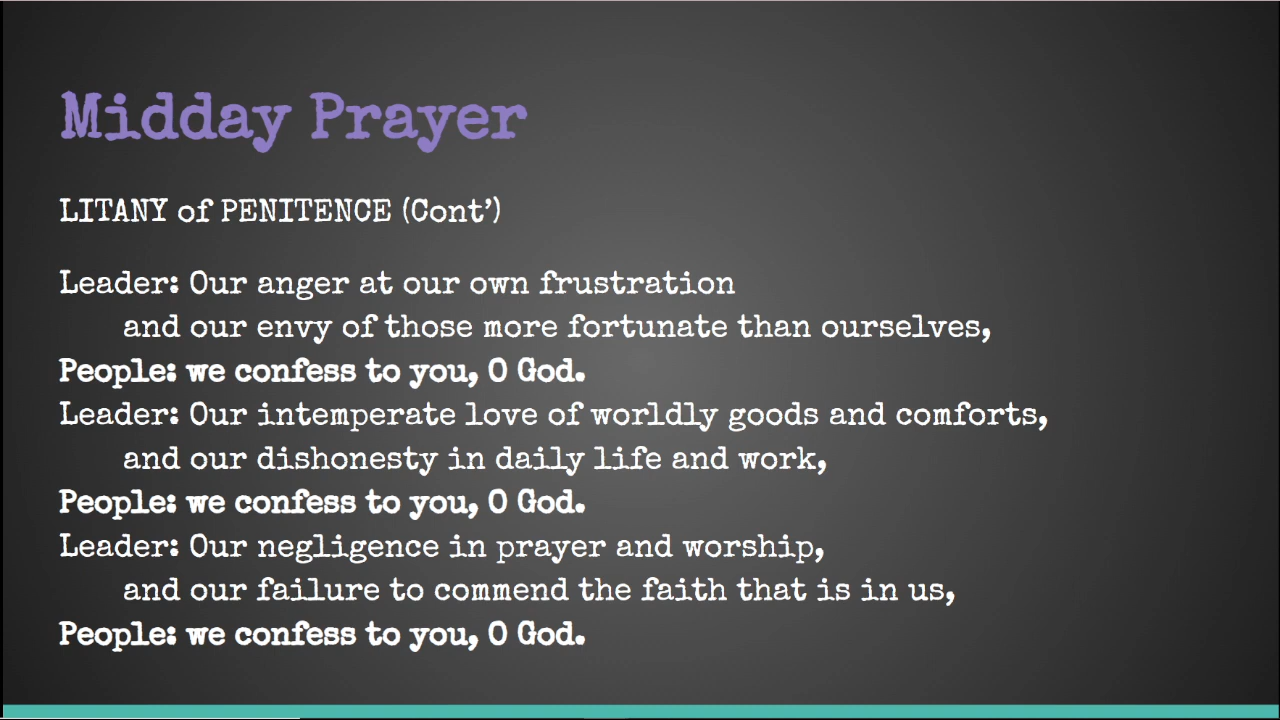 Midday Prayer
LITANY of PENITENCE (Cont’)
Leader: Our anger at our own frustration
and our envy of those more fortunate than ourselves,
People: we confess to you, O God.
Leader: Our intemperate love of worldly goods and comforts,
and our dishonesty in daily life and work,
People: we confess to you, O God.
Leader: Our negligence in prayer and worship,
and our failure to commend the faith that is in us,
People: we confess to you, O God.